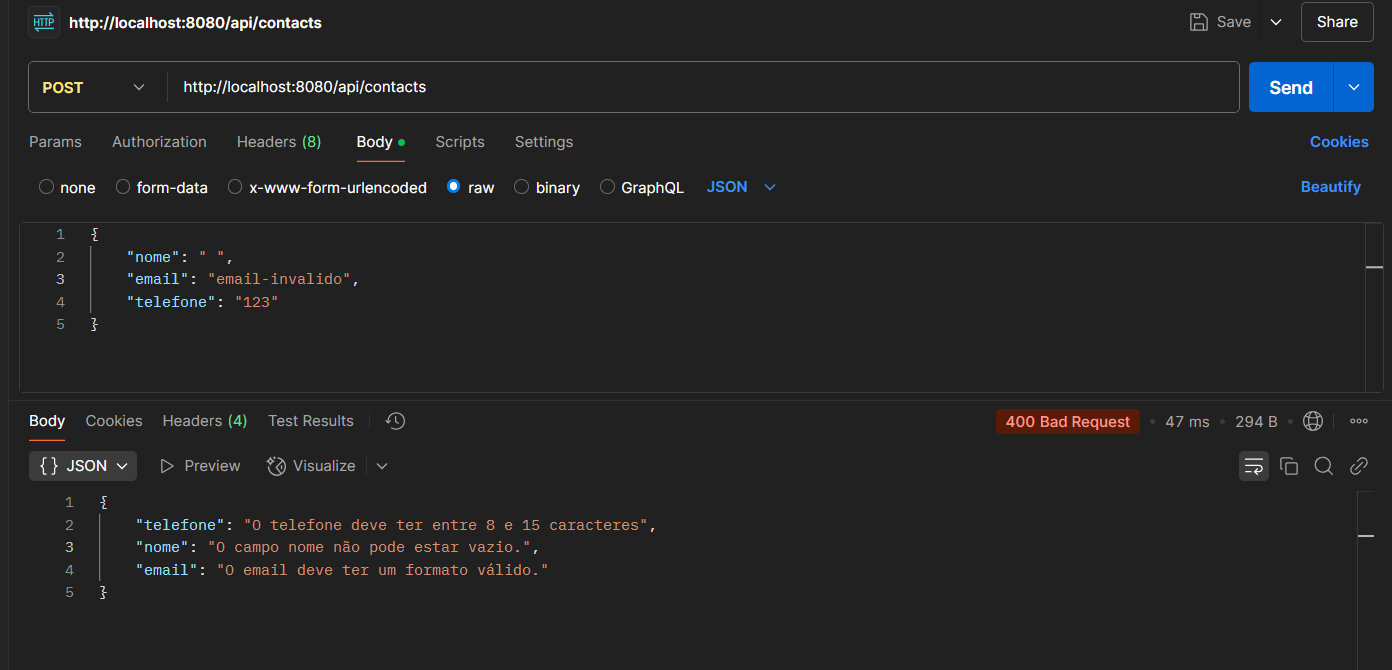 HTTP http://localhost:8080/api/contacts Save Share
POST http://localhost:8080/api/contacts Send
Params Authorization Headers (8) Body Scripts Settings Cookies
none form-data x-www-form-urlencoded raw binary GraphQL JSON Beautify
1 {
2 "nome": " ",
3 "email": "email-invalido",
4 "telefone": "123"
5 }
Body Cookies Headers (4) Test Results 400 Bad Request • 47 ms • 294 B •
{} JSON Preview Visualize
1 {
2 "telefone": "O telefone deve ter entre 8 e 15 caracteres",
3 "nome": "O campo nome não pode estar vazio.",
4 "email": "O email deve ter um formato válido."
5 }